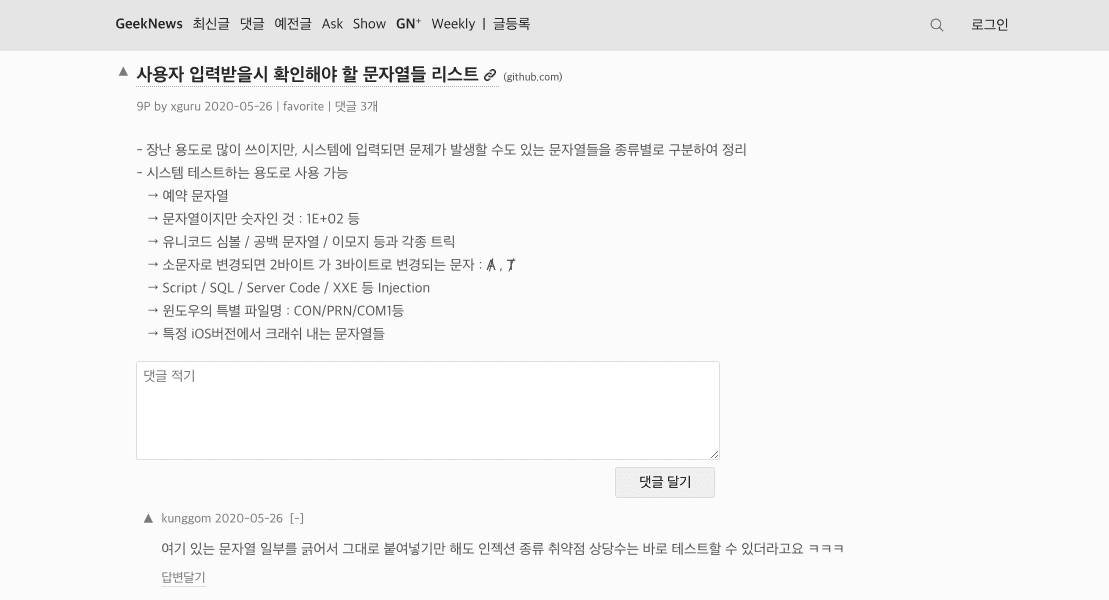 GeekNews 최신글 댓글 예전글 Ask Show GN⁺ Weekly | 글등록 로그인
▲ 사용자 입력받을시 확인해야 할 문자열들 리스트 (github.com)
9P by xguru 2020-05-26 | favorite | 댓글 3개
- 장난 용도로 많이 쓰이지만, 시스템에 입력되면 문제가 발생할 수도 있는 문자열들을 종류별로 구분하여 정리
- 시스템 테스트하는 용도로 사용 가능
→ 예약 문자열
→ 문자열이지만 숫자인 것 : 1E+02 등
→ 유니코드 심볼 / 공백 문자열 / 이모지 등과 각종 트릭
→ 소문자로 변경되면 2바이트 가 3바이트로 변경되는 문자 : Ⱥ , Ⱦ
→ Script / SQL / Server Code / XXE 등 Injection
→ 윈도우의 특별 파일명 : CON/PRN/COM1등
→ 특정 iOS버전에서 크래쉬 내는 문자열들
댓글 적기
댓글 달기
▲ kunggom 2020-05-26 [-]
여기 있는 문자열 일부를 긁어서 그대로 붙여넣기만 해도 인젝션 종류 취약점 상당수는 바로 테스트할 수 있더라고요 ㅋㅋㅋ
답변달기